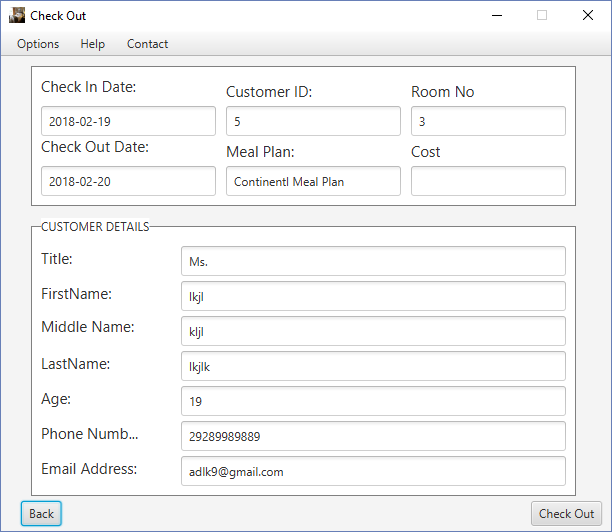 Check Out
Options Help Contact
Check In Date: Customer ID: Room No
2018-02-19 5 3
Check Out Date: Meal Plan: Cost
2018-02-20 Continentl Meal Plan
CUSTOMER DETAILS
Title: Ms.
FirstName: lkjl
Middle Name: kljl
LastName: lkjlk
Age: 19
Phone Numb... 29289989889
Email Address: adlk9@gmail.com
Back Check Out